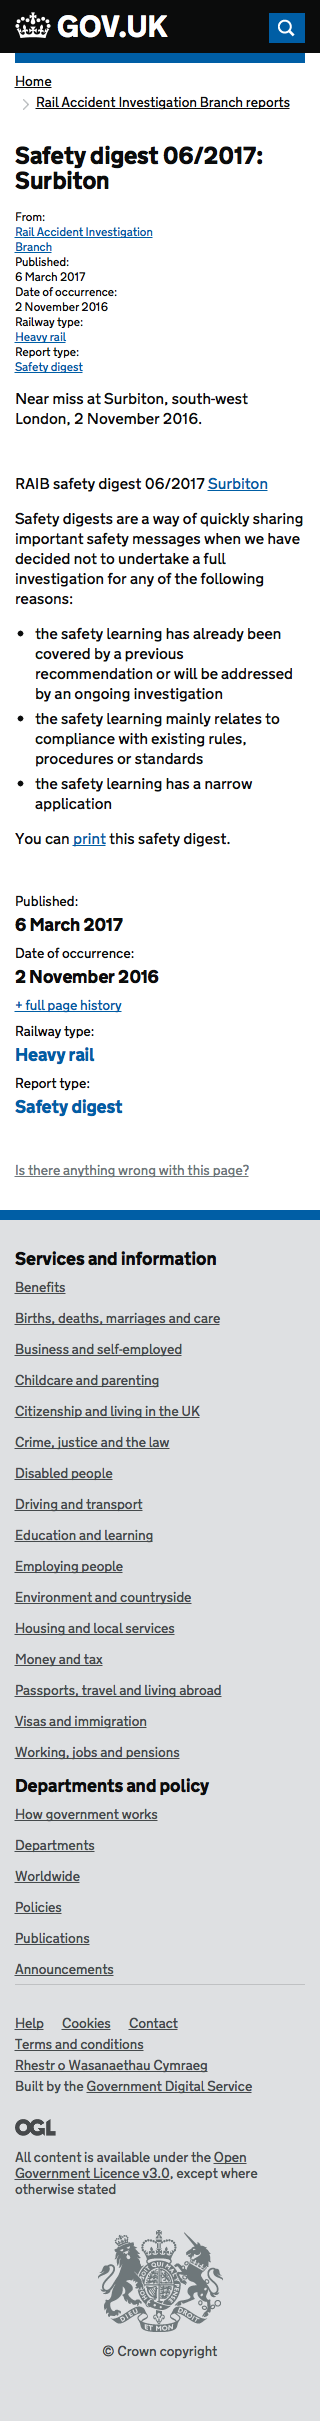 GOV.UK
Home
Rail Accident Investigation Branch reports
Safety digest 06/2017:
Surbiton
From:
Rail Accident Investigation
Branch
Published:
6 March 2017
Date of occurrence:
2 November 2016
Railway type:
Heavy rail
Report type:
Safety digest
Near miss at Surbiton, south-west
London, 2 November 2016.
RAIB safety digest 06/2017 Surbiton
Safety digests are a way of quickly sharing
important safety messages when we have
decided not to undertake a full
investigation for any of the following
reasons:
• the safety learning has already been
covered by a previous
recommendation or will be addressed
by an ongoing investigation
• the safety learning mainly relates to
compliance with existing rules,
procedures or standards
• the safety learning has a narrow
application
You can print this safety digest.
Published:
6 March 2017
Date of occurrence:
2 November 2016
+ full page history
Railway type:
Heavy rail
Report type:
Safety digest
Is there anything wrong with this page?
Services and information
Benefits
Births, deaths, marriages and care
Business and self-employed
Childcare and parenting
Citizenship and living in the UK
Crime, justice and the law
Disabled people
Driving and transport
Education and learning
Employing people
Environment and countryside
Housing and local services
Money and tax
Passports, travel and living abroad
Visas and immigration
Working, jobs and pensions
Departments and policy
How government works
Departments
Worldwide
Policies
Publications
Announcements
Help Cookies Contact
Terms and conditions
Rhestr o Wasanaethau Cymraeg
Built by the Government Digital Service
OGL
All content is available under the Open
Government Licence v3.0, except where
otherwise stated
DIEU ET MON DROIT
© Crown copyright